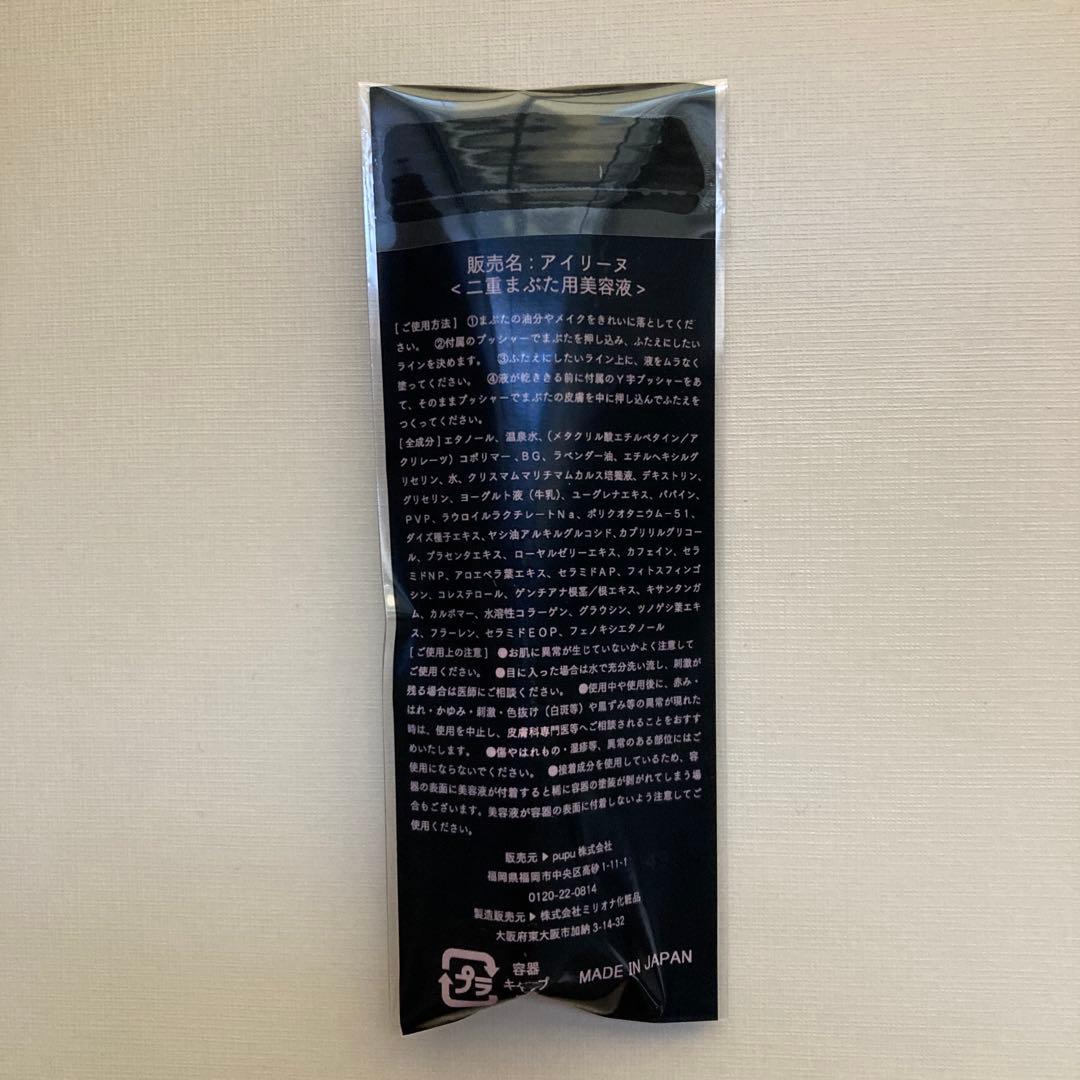 販売名：アイリーヌ
＜二重まぶた用美容液＞
[ご使用方法] ①まぶたの油分やメイクをきれいに落としてくだ
さい。 ②付属のプッシャーでまぶたを押し込み、ふたえにしたい
ラインを決めます。 ③ふたえにしたいライン上に、液をムラなく
塗ってください。 ④液が乾ききる前に付属のY字プッシャーをあ
て、そのままプッシャーでまぶたの皮膚を中に押し込んでふたえを
つくってください。
[全成分] エタノール、温泉水、（メタクリル酸エチルベタイン／ア
クリレーツ）コポリマー、BG、ラベンダー油、エチルヘキシルグ
リセリン、水、クリスマムマリチマムカルス培養液、デキストリン、
グリセリン、ヨーグルト液（牛乳）、ユーグレナエキス、パパイン、
PVP、ラウロイルラクチレートNa、ポリクオタニウム－51、
ダイズ種子エキス、ヤシ油アルキルグルコシド、カプリリルグリコー
ル、プラセンタエキス、ローヤルゼリーエキス、カフェイン、セラ
ミドNP、アロエベラ葉エキス、セラミドAP、フィトスフィンゴ
シン、コレステロール、ゲンチアナ根茎／根エキス、キサンタンガ
ム、カルボマー、水溶性コラーゲン、グラウシン、ツノゲシ葉エキ
ス、フラーレン、セラミドEOP、フェノキシエタノール
[ご使用上の注意] ●お肌に異常が生じていないかよく注意して
ご使用ください。 ●目に入った場合は水で充分洗い流し、刺激が
残る場合は医師にご相談ください。 ●使用中や使用後に、赤み・
はれ・かゆみ・刺激・色抜け（白斑等）や黒ずみ等の異常が現れた
時は、使用を中止し、皮膚科専門医等へご相談されることをおすす
めいたします。 ●傷やはれもの・湿疹等、異常のある部位にはご
使用にならないでください。 ●接着成分を使用しているため、容
器の表面に美容液が付着すると稀に容器の塗装が剥がれてしまう場
合もございます。美容液が容器の表面に付着しないよう注意してご
使用ください。
販売元▶pupu株式会社
福岡県福岡市中央区高砂1-11-1
0120-22-0814
製造販売元▶株式会社ミリオナ化粧品
大阪府東大阪市加納3-14-32
プラ 容器
キャップ
MADE IN JAPAN